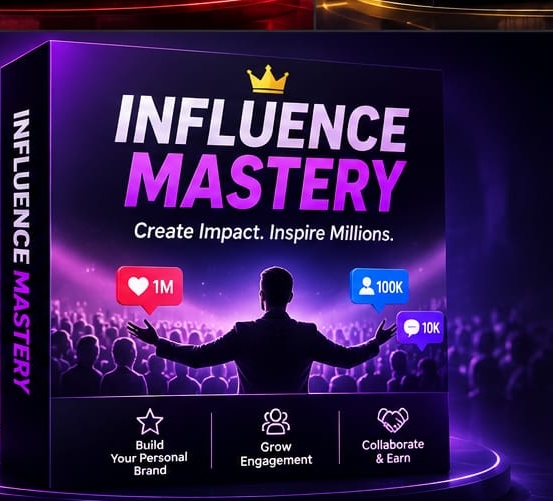 INFLUENCE MASTERY
INFLUENCE
MASTERY
Create Impact. Inspire Millions.
1M
100K
10K
Build
Your Personal
Brand
Grow
Engagement
Collaborate
& Earn